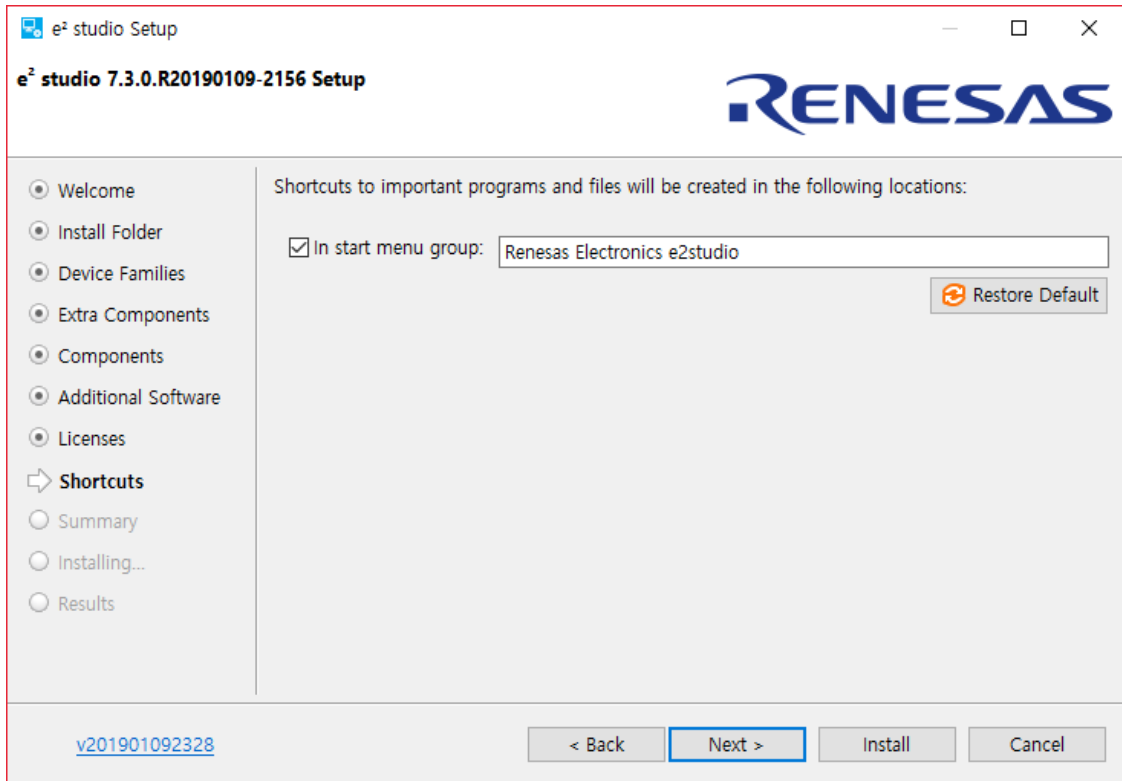 e² studio Setup
e² studio 7.3.0.R20190109-2156 Setup
RENESAS
Welcome
Install Folder
Device Families
Extra Components
Components
Additional Software
Licenses
Shortcuts
Summary
Installing...
Results
Shortcuts to important programs and files will be created in the following locations:
In start menu group: Renesas Electronics e2studio
Restore Default
v201901092328
< Back Next > Install Cancel